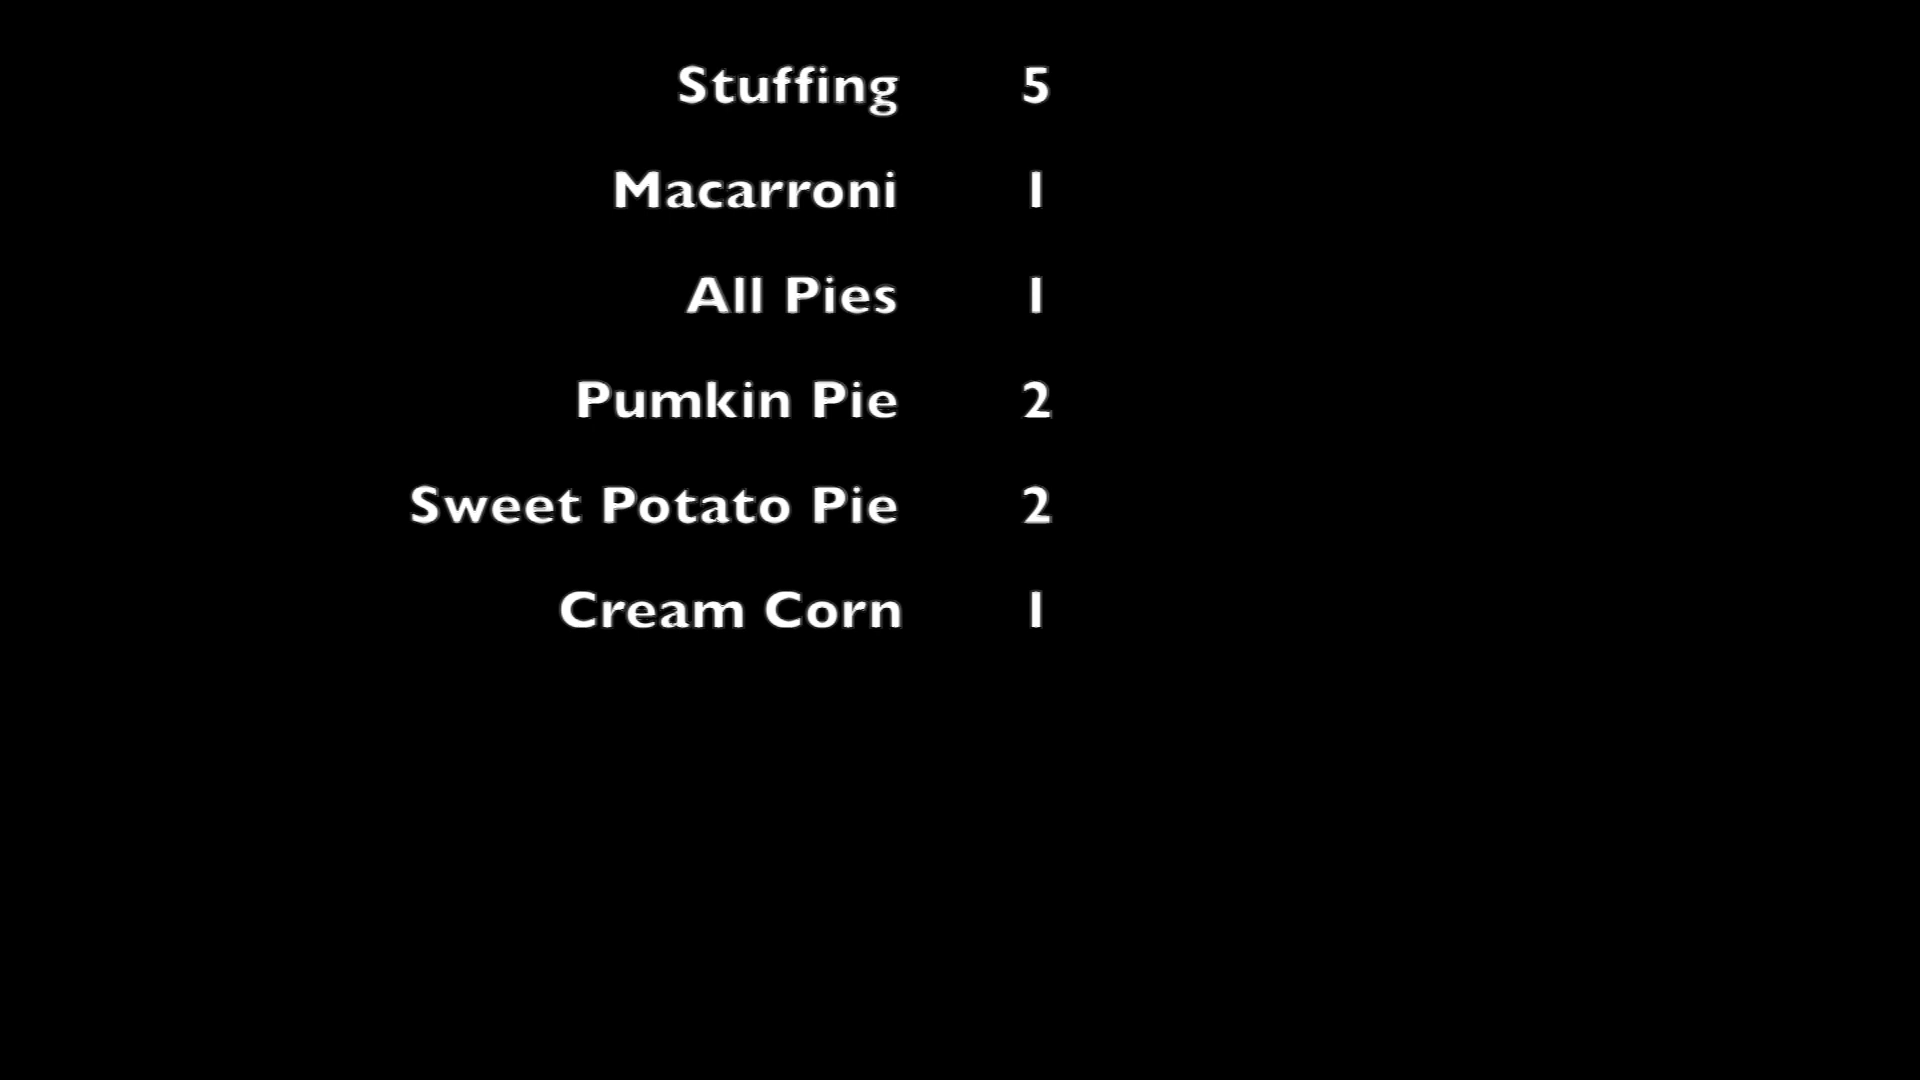 Stuffing 5
Macarroni 1
All Pies 1
Pumkin Pie 2
Sweet Potato Pie 2
Cream Corn 1